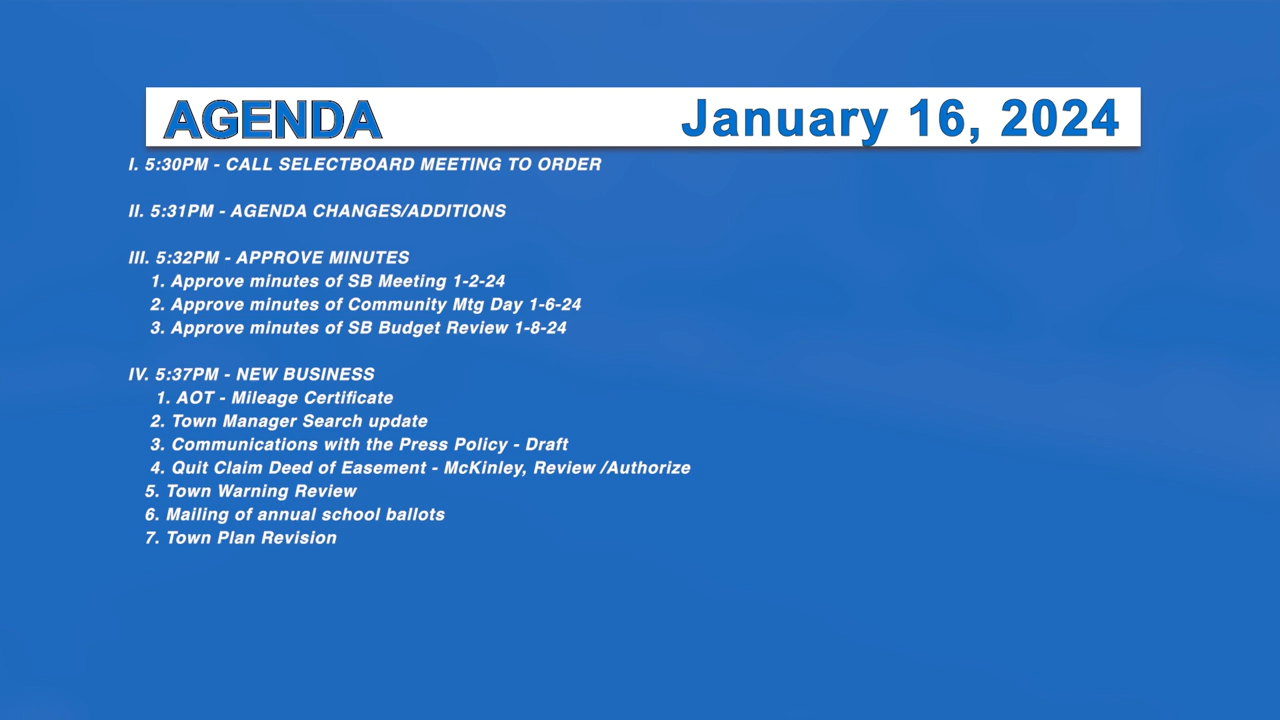 AGENDA January 16, 2024
I. 5:30PM - CALL SELECTBOARD MEETING TO ORDER
II. 5:31PM - AGENDA CHANGES/ADDITIONS
III. 5:32PM - APPROVE MINUTES
1. Approve minutes of SB Meeting 1-2-24
2. Approve minutes of Community Mtg Day 1-6-24
3. Approve minutes of SB Budget Review 1-8-24
IV. 5:37PM - NEW BUSINESS
1. AOT - Mileage Certificate
2. Town Manager Search update
3. Communications with the Press Policy - Draft
4. Quit Claim Deed of Easement - McKinley, Review /Authorize
5. Town Warning Review
6. Mailing of annual school ballots
7. Town Plan Revision